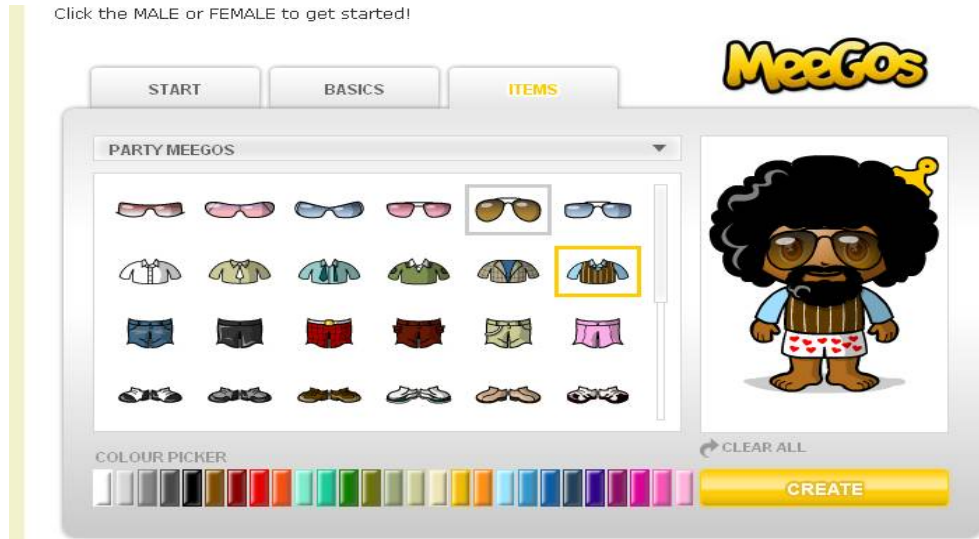 Click the MALE or FEMALE to get started!
MEEGOS
START BASICS ITEMS
PARTY MEEGOS
COLOUR PICKER
CLEAR ALL
CREATE